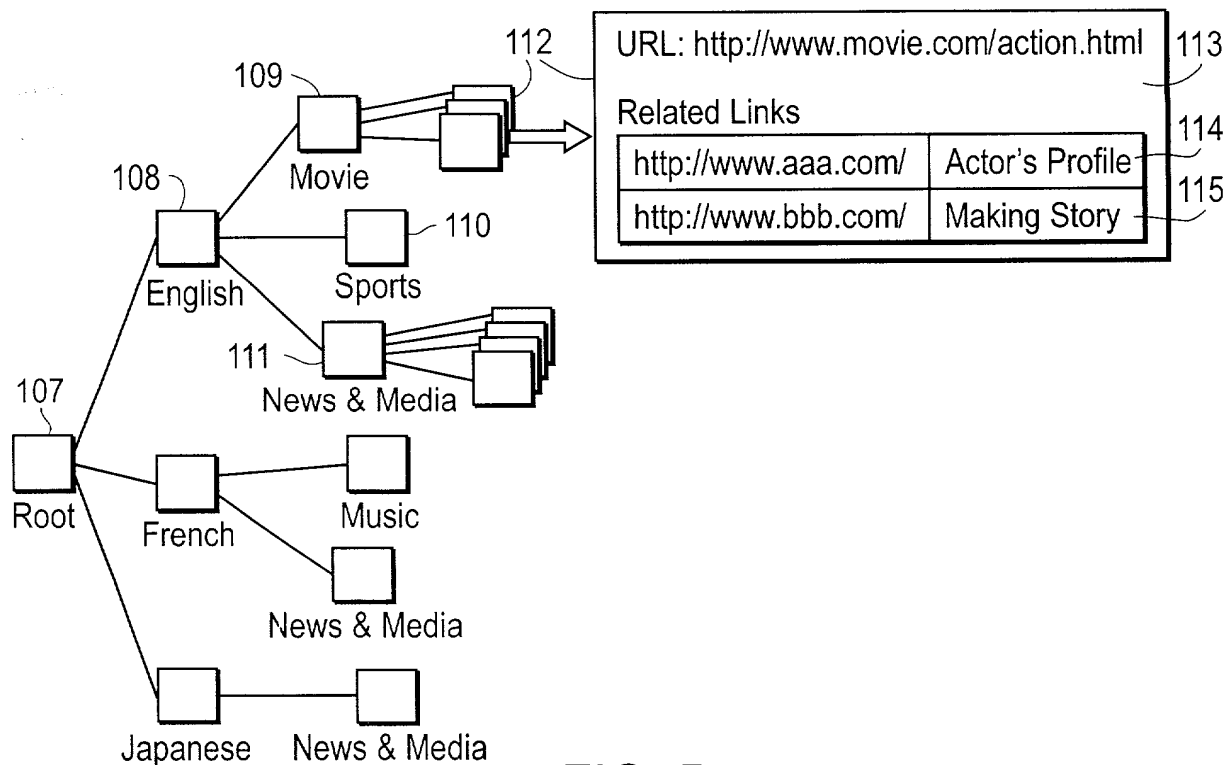 112
URL: http://www.movie.com/action.html
113
109
Related Links
http://www.aaa.com/ Actor's Profile
114
Movie
108
http://www.bbb.com/ Making Story
115
110
English
Sports
111
News & Media
107
Root
French
Music
News & Media
Japanese
News & Media